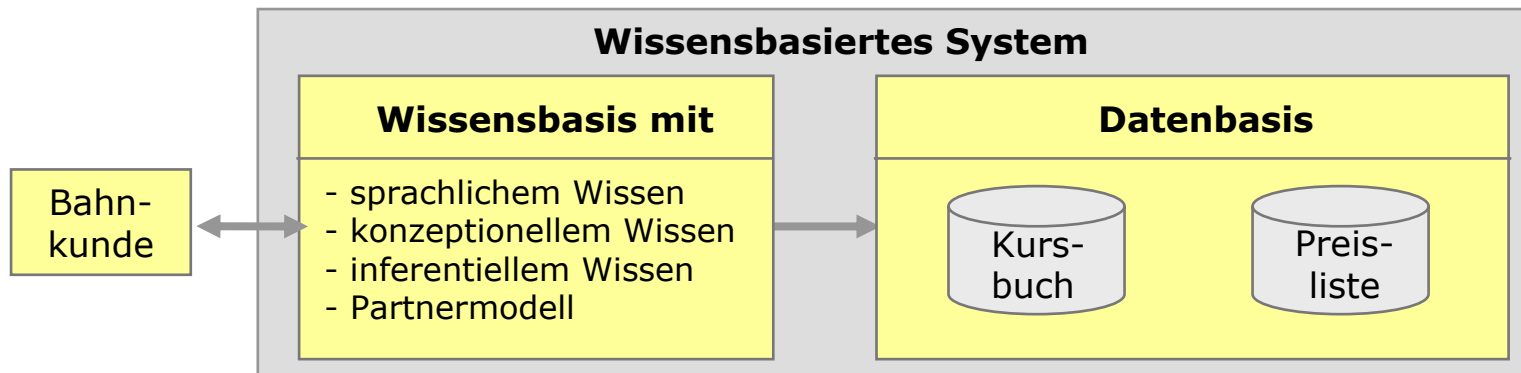 Wissensbasiertes System
Bahn-
kunde
Wissensbasis mit
- sprachlichem Wissen
- konzeptionellem Wissen
- inferentiellem Wissen
- Partnermodell
Datenbasis
Kurs-
buch
Preis-
liste